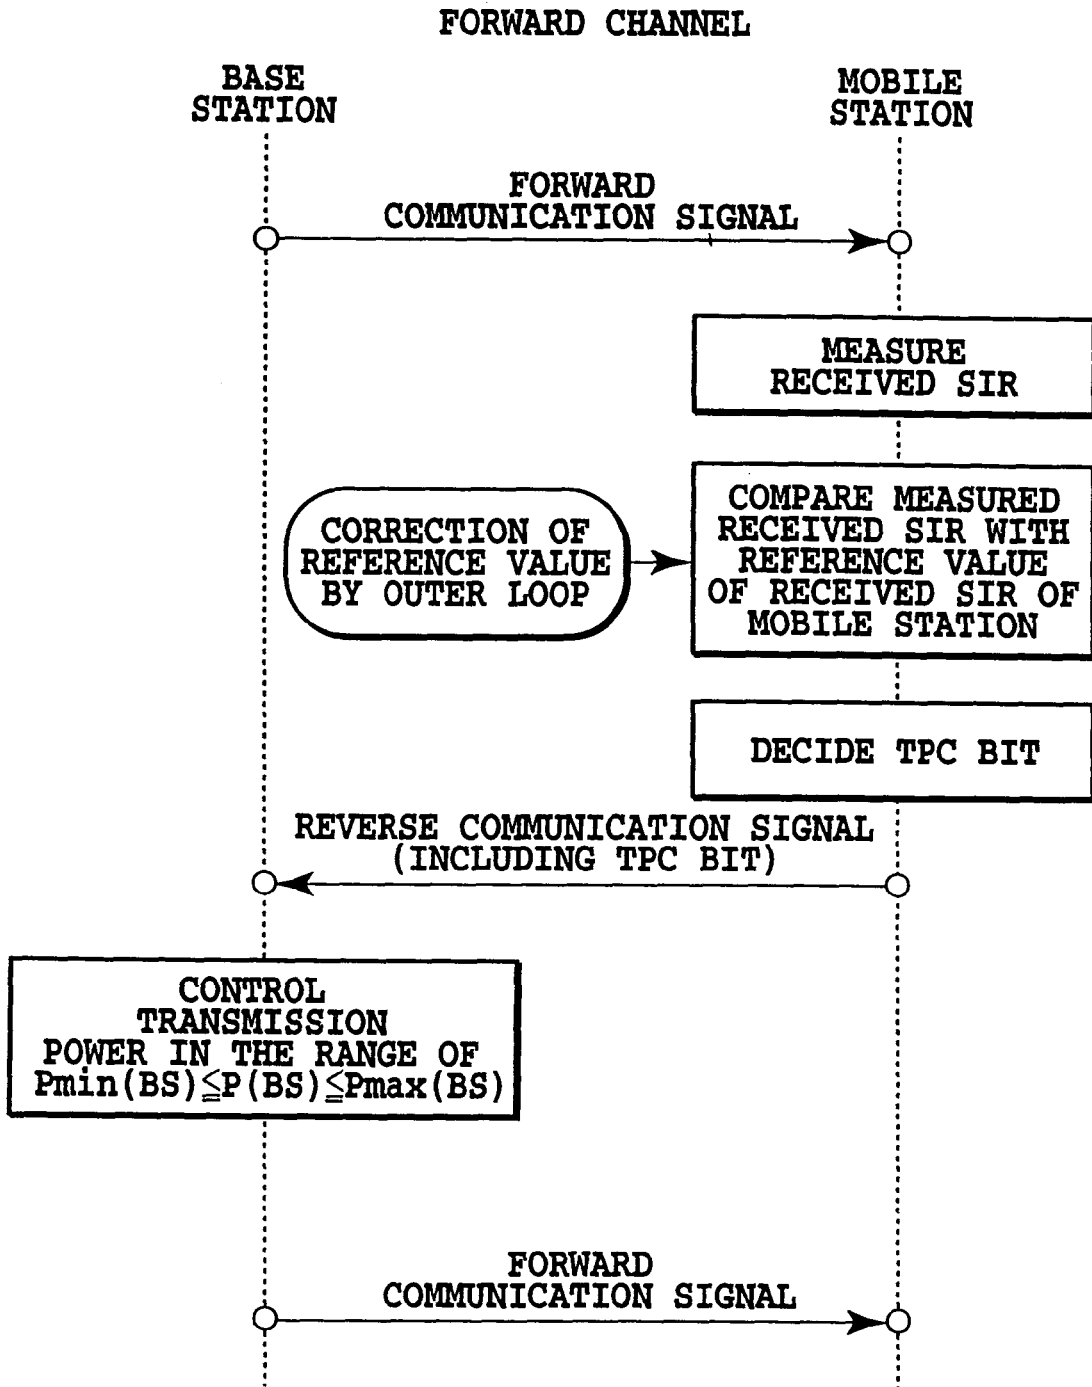 FORWARD CHANNEL
BASE
STATION
MOBILE
STATION
FORWARD
COMMUNICATION SIGNAL
MEASURE
RECEIVED SIR
CORRECTION OF
REFERENCE VALUE
BY OUTER LOOP
COMPARE MEASURED
RECEIVED SIR WITH
REFERENCE VALUE
OF RECEIVED SIR OF
MOBILE STATION
DECIDE TPC BIT
REVERSE COMMUNICATION SIGNAL
(INCLUDING TPC BIT)
CONTROL
TRANSMISSION
POWER IN THE RANGE OF
Pmin(BS)≦P(BS)≦Pmax(BS)
FORWARD
COMMUNICATION SIGNAL